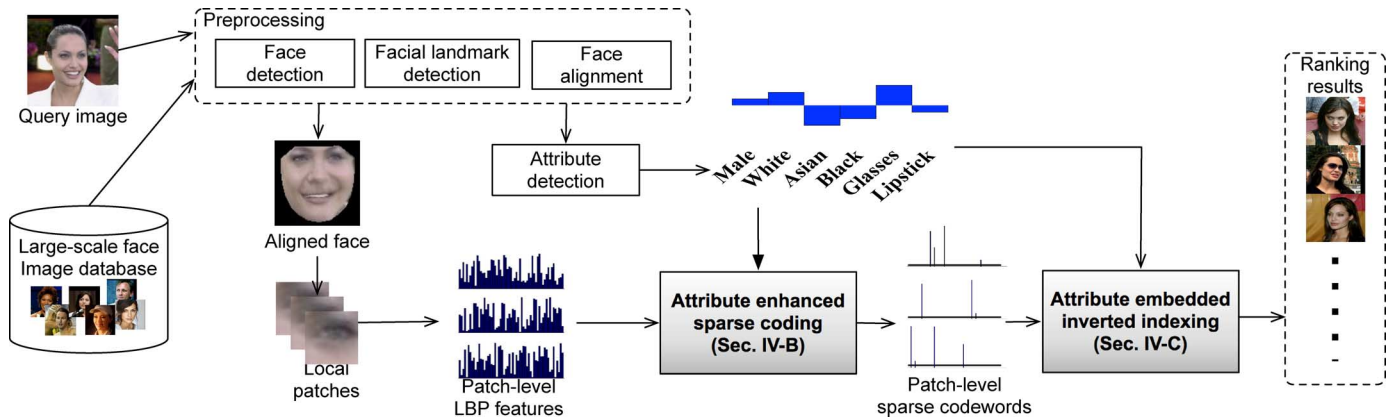 Preprocessing
Face
detection
Facial landmark
detection
Face
alignment
Query image
Attribute
detection
Male
White
Asian
Black
Glasses
Lipstick
Ranking
results
Large-scale face
Image database
Aligned face
Local
patches
Patch-level
LBP features
Attribute enhanced
sparse coding
(Sec. IV-B)
Patch-level
sparse codewords
Attribute embedded
inverted indexing
(Sec. IV-C)